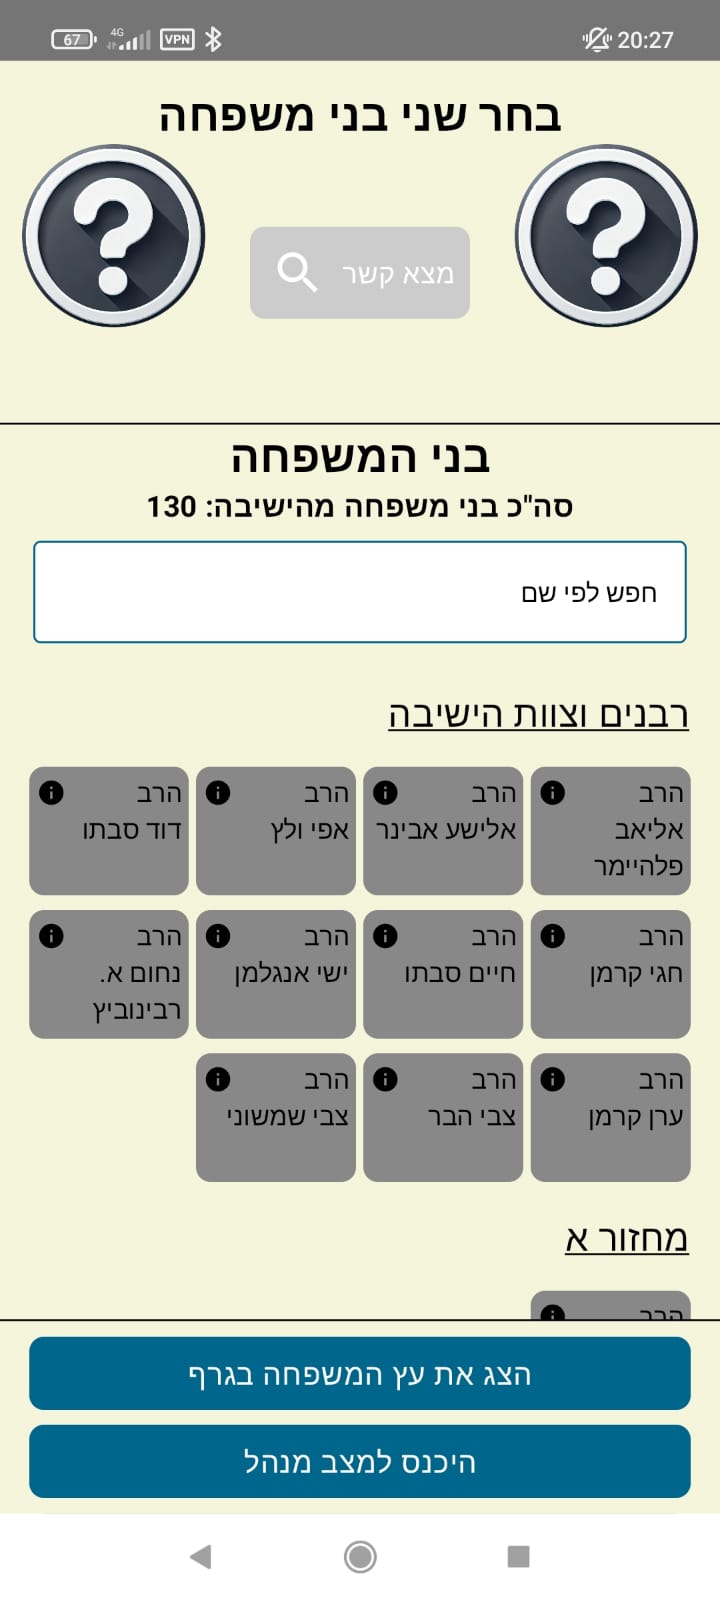 67 4G VPN 20:27
בחר שני בני משפחה
מצא קשר
בני המשפחה
סה"כ בני משפחה מהישיבה: 130
חפש לפי שם
רבנים וצוות הישיבה
הרב
אליאב
פלהיימר
הרב
אלישע אבינר
הרב
אפי ולץ
הרב
דוד סבתו
הרב
חגי קרמן
הרב
חיים סבתו
הרב
ישי אנגלמן
הרב
נחום א.
רבינוביץ
הרב
ערן קרמן
הרב
צבי הבר
הרב
צבי שמשוני
מחזור א
הרב
הצג את עץ המשפחה בגרף
היכנס למצב מנהל